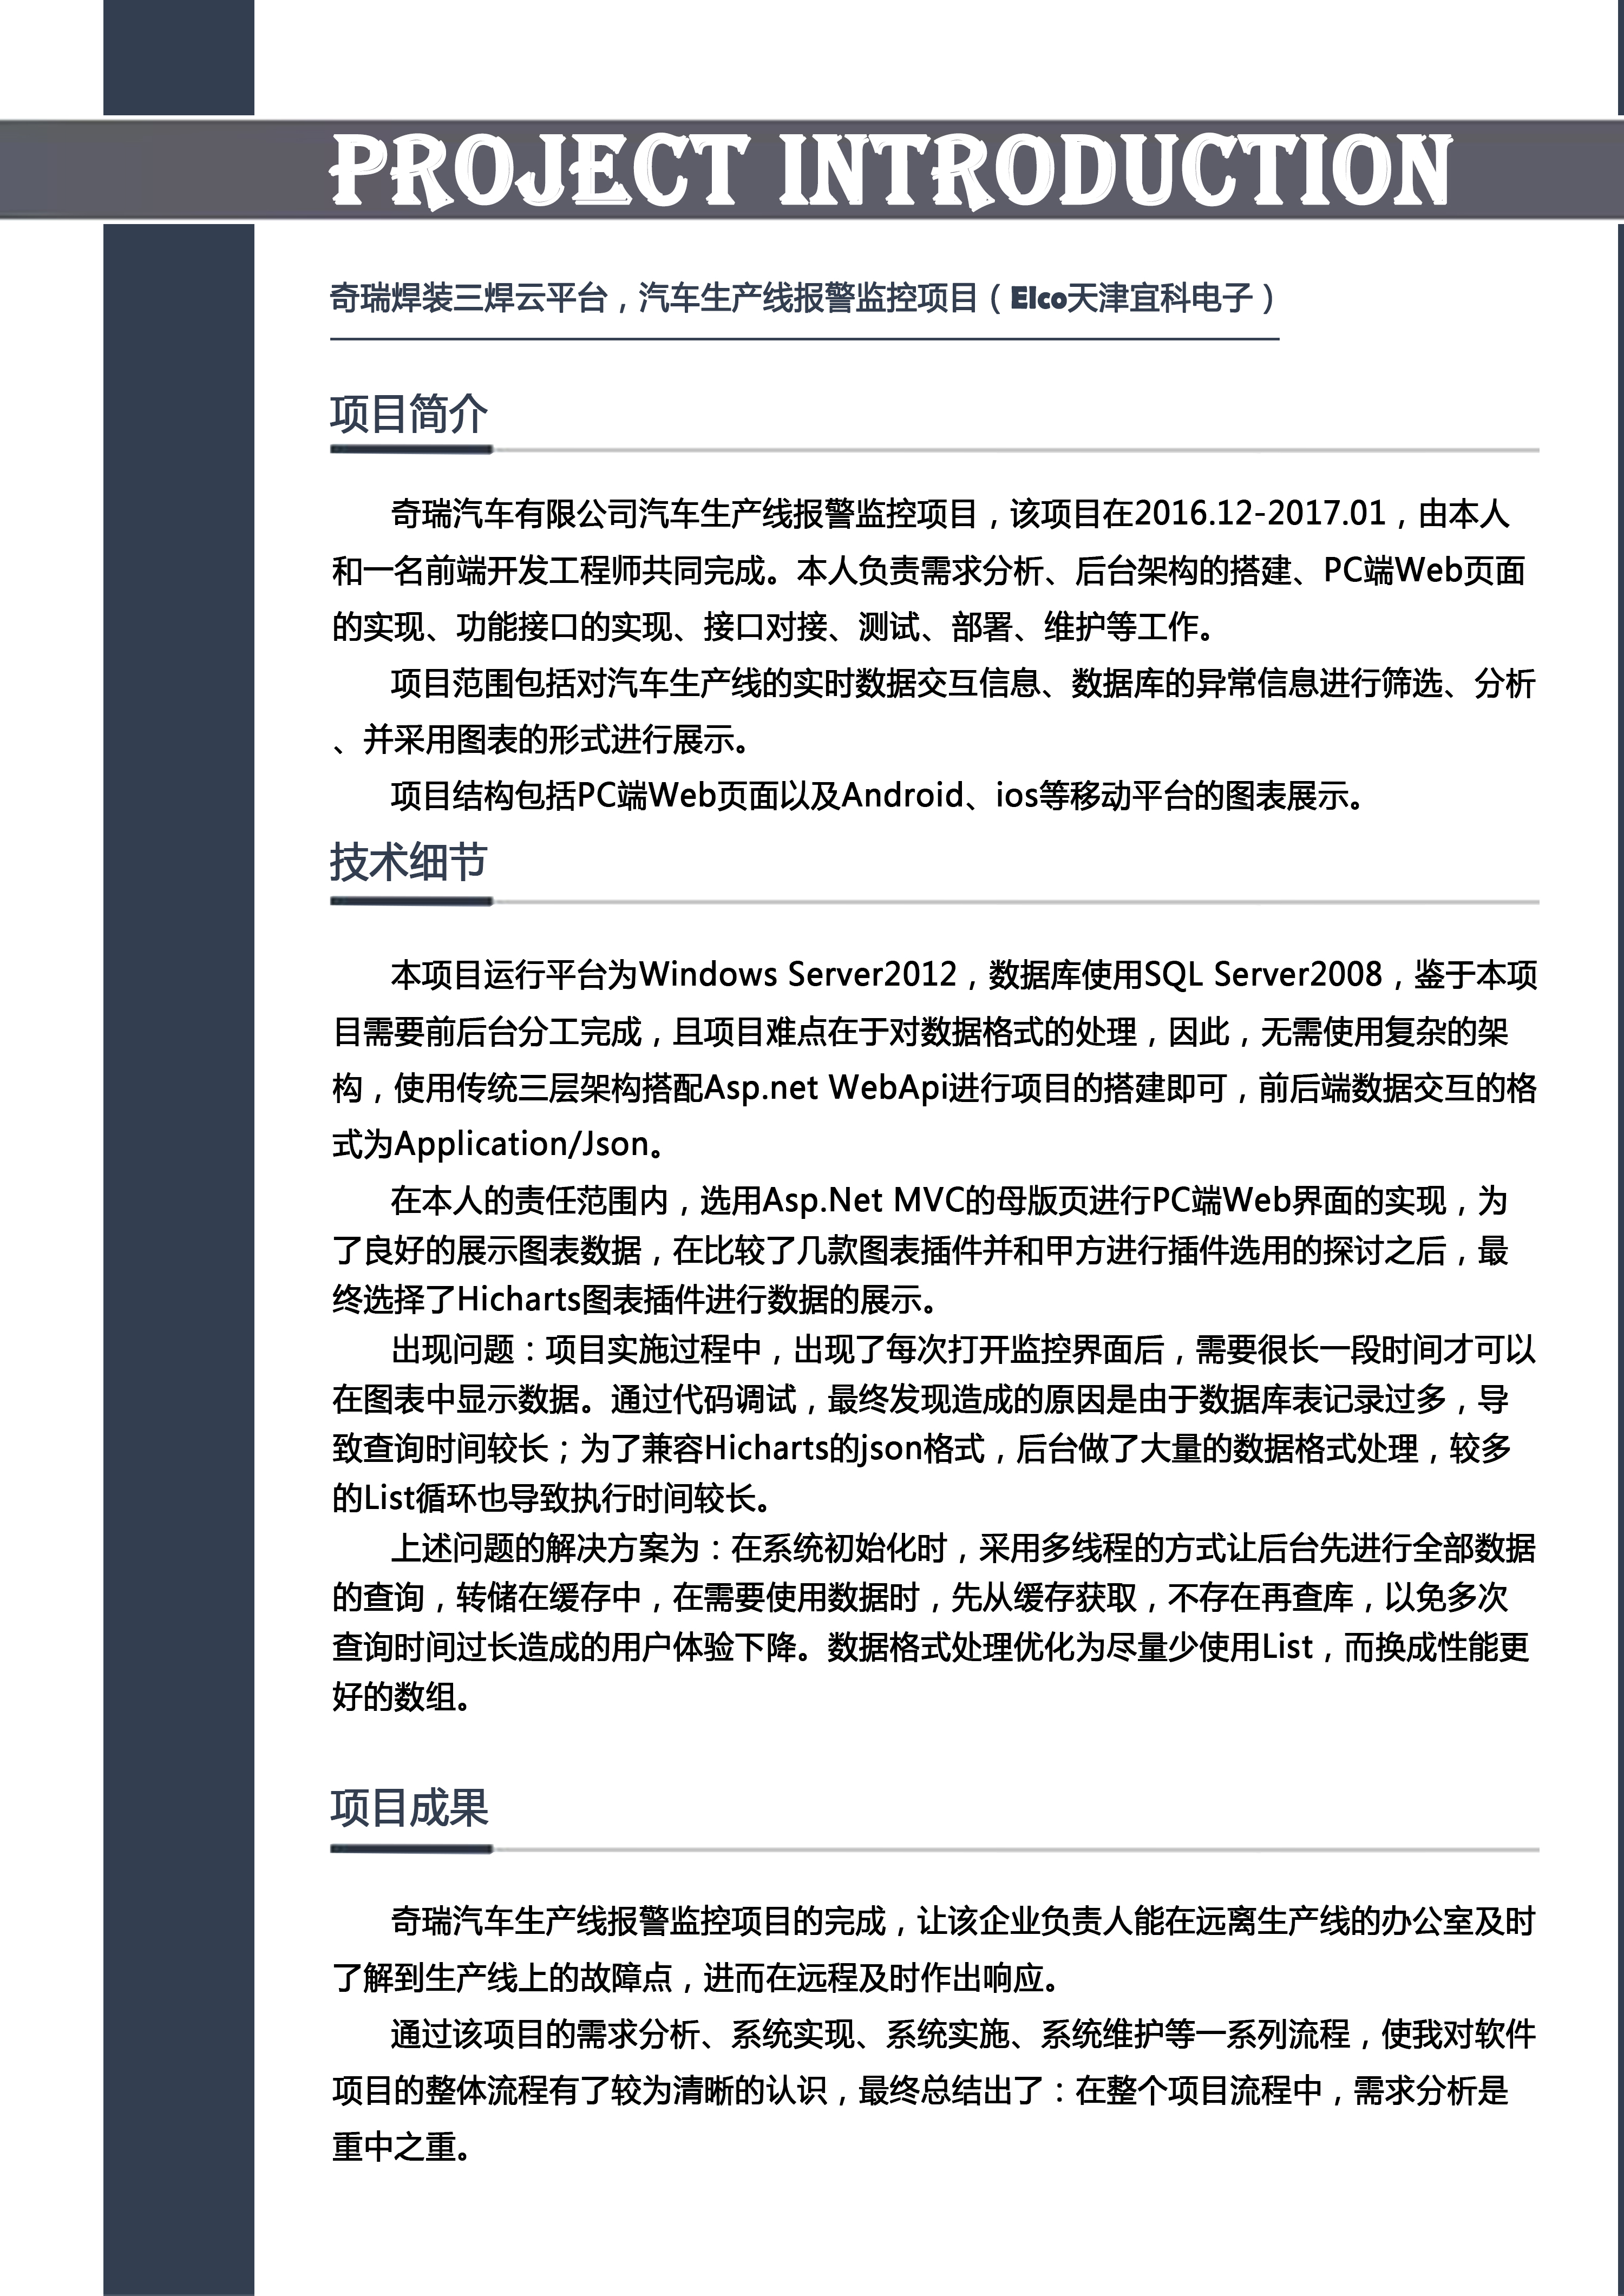 PROJECT INTRODUCTION
奇瑞焊装三焊云平台，汽车生产线报警监控项目（Elco天津宜科电子）
项目简介
奇瑞汽车有限公司汽车生产线报警监控项目，该项目在2016.12-2017.01，由本人
和一名前端开发工程师共同完成。本人负责需求分析、后台架构的搭建、PC端Web页面
的实现、功能接口的实现、接口对接、测试、部署、维护等工作。
项目范围包括对汽车生产线的实时数据交互信息、数据库的异常信息进行筛选、分析
、并采用图表的形式进行展示。
项目结构包括PC端Web页面以及Android、ios等移动平台的图表展示。
技术细节
本项目运行平台为Windows Server2012，数据库使用SQL Server2008，鉴于本项
目需要前后台分工完成，且项目难点在于对数据格式的处理，因此，无需使用复杂的架
构，使用传统三层架构搭配Asp.net WebApi进行项目的搭建即可，前后端数据交互的格
式为Application/Json。
在本人的责任范围内，选用Asp.Net MVC的母版页进行PC端Web界面的实现，为
了良好的展示图表数据，在比较了几款图表插件并和甲方进行插件选用的探讨之后，最
终选择了Hicharts图表插件进行数据的展示。
出现问题：项目实施过程中，出现了每次打开监控界面后，需要很长一段时间才可以
在图表中显示数据。通过代码调试，最终发现造成的原因是由于数据库表记录过多，导
致查询时间较长；为了兼容Hicharts的json格式，后台做了大量的数据格式处理，较多
的List循环也导致执行时间较长。
上述问题的解决方案为：在系统初始化时，采用多线程的方式让后台先进行全部数据
的查询，转储在缓存中，在需要使用数据时，先从缓存获取，不存在再查库，以免多次
查询时间过长造成的用户体验下降。数据格式处理优化为尽量少使用List，而换成性能更
好的数组。
项目成果
奇瑞汽车生产线报警监控项目的完成，让该企业负责人能在远离生产线的办公室及时
了解到生产线上的故障点，进而在远程及时作出响应。
通过该项目的需求分析、系统实现、系统实施、系统维护等一系列流程，使我对软件
项目的整体流程有了较为清晰的认识，最终总结出了：在整个项目流程中，需求分析是
重中之重。